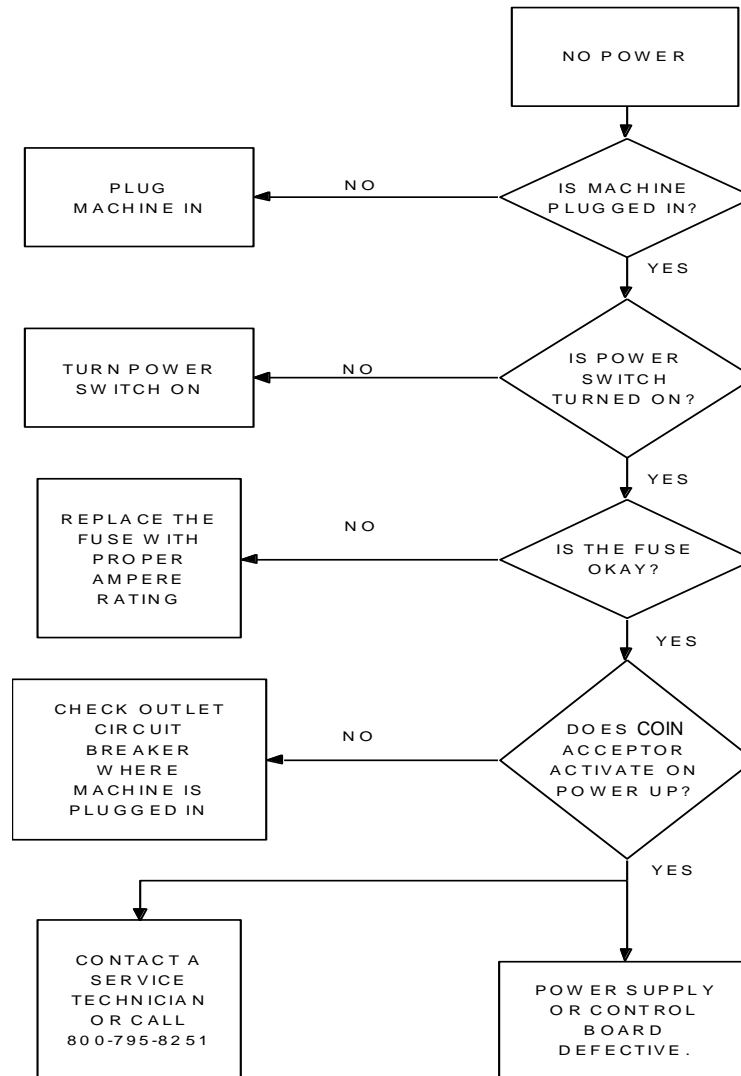 NO POWER
IS MACHINE
PLUGGED IN?
NO
PLUG
MACHINE IN
YES
IS POWER
SWITCH
TURNED ON?
NO
TURN POWER
SWITCH ON
YES
IS THE FUSE
OKAY?
NO
REPLACE THE
FUSE WITH
PROPER
AMPERE
RATING
YES
DOES COIN
ACCEPTOR
ACTIVATE ON
POWER UP?
NO
CHECK OUTLET
CIRCUIT
BREAKER
WHERE
MACHINE IS
PLUGGED IN
YES
CONTACT A
SERVICE
TECHNICIAN
OR CALL
800-795-8251
POWER SUPPLY
OR CONTROL
BOARD
DEFECTIVE.